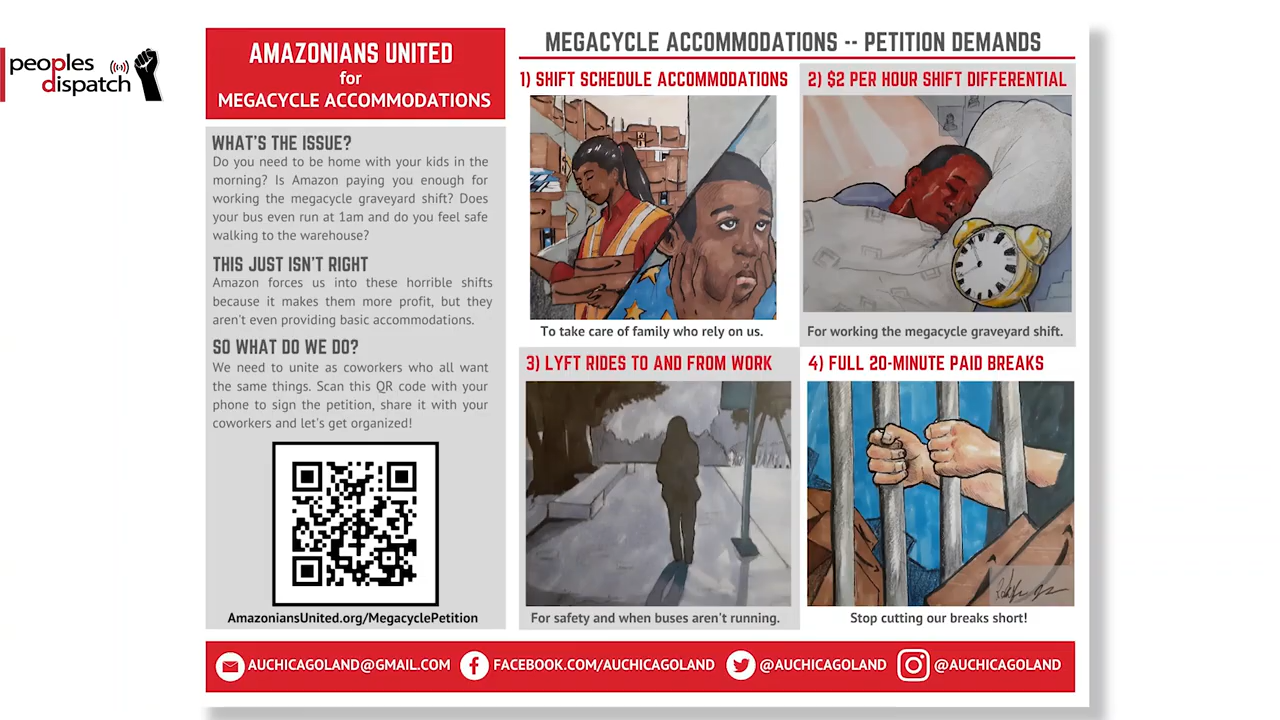 peoples
dispatch
AMAZONIANS UNITED
for
MEGACYCLE ACCOMMODATIONS
WHAT'S THE ISSUE?
Do you need to be home with your kids in the
morning? Is Amazon paying you enough for
working the megacycle graveyard shift? Does
your bus even run at 1am and do you feel safe
walking to the warehouse?
THIS JUST ISN'T RIGHT
Amazon forces us into these horrible shifts
because it makes them more profit, but they
aren't even providing basic accommodations.
SO WHAT DO WE DO?
We need to unite as coworkers who all want
the same things. Scan this QR code with your
phone to sign the petition, share it with your
coworkers and let's get organized!
AmazoniansUnited.org/MegacyclePetition
MEGACYCLE ACCOMMODATIONS -- PETITION DEMANDS
1) SHIFT SCHEDULE ACCOMMODATIONS
To take care of family who rely on us.
2) $2 PER HOUR SHIFT DIFFERENTIAL
For working the megacycle graveyard shift.
3) LYFT RIDES TO AND FROM WORK
For safety and when buses aren't running.
4) FULL 20-MINUTE PAID BREAKS
Stop cutting our breaks short!
AUCHICAGOLAND@GMAIL.COM
FACEBOOK.COM/AUCHICAGOLAND
@AUCHICAGOLAND
@AUCHICAGOLAND